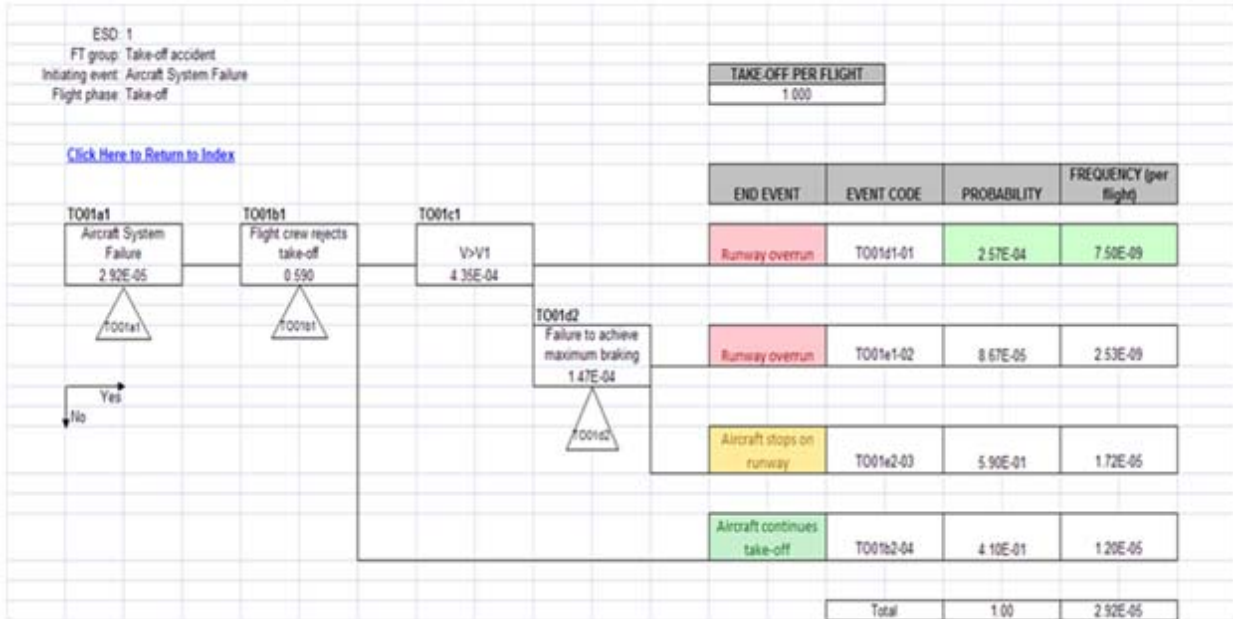 ESD: 1
FT group: Take-off accident
Initiating event: Aircraft System Failure
Flight phase: Take-off
TAKE-OFF PER FLIGHT
1.000
Click Here to Return to Index
END EVENT EVENT CODE PROBABILITY FREQUENCY (per
flight)
TO01a1 TO01b1 TO01c1
Aircraft System
Failure
2.92E-05
Flight crew rejects
take-off
0.590
V>V1
4.35E-04
Runway overrun TO01d1-01 2.57E-04 7.50E-09
TO01a1
TO01b1
TO01d2
Failure to achieve
maximum braking
1.47E-04
Runway overrun TO01e1-02 8.67E-05 2.53E-09
Yes
No
TO01d2
Aircraft stops on
runway TO01e2-03 5.90E-01 1.72E-05
Aircraft continues
take-off TO01b2-04 4.10E-01 1.20E-05
Total 1.00 2.92E-05